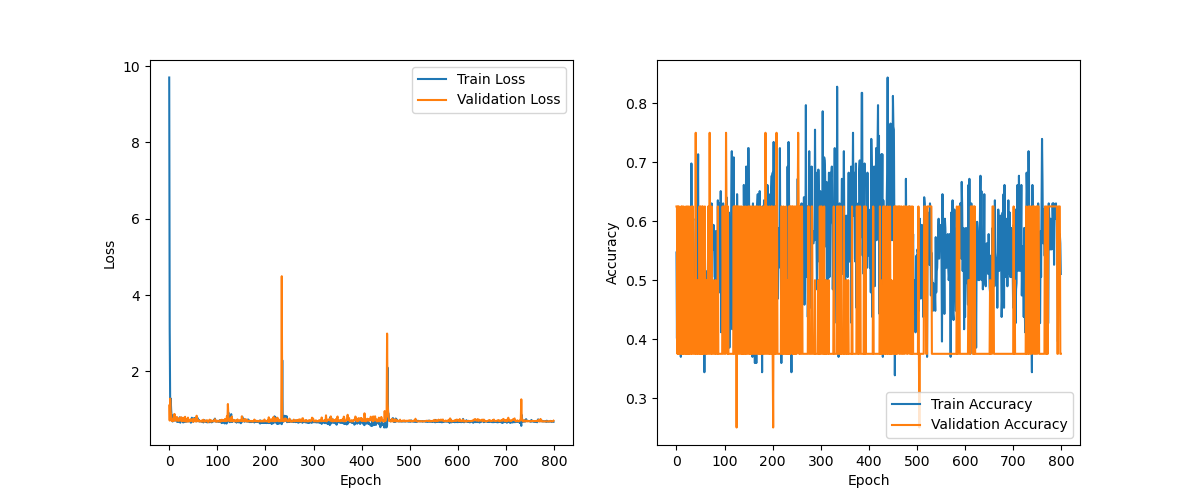 10
8
6
4
2
Loss
Train Loss
Validation Loss
0 100 200 300 400 500 600 700 800
Epoch
0.8
0.7
0.6
0.5
0.4
0.3
Accuracy
Train Accuracy
Validation Accuracy
0 100 200 300 400 500 600 700 800
Epoch